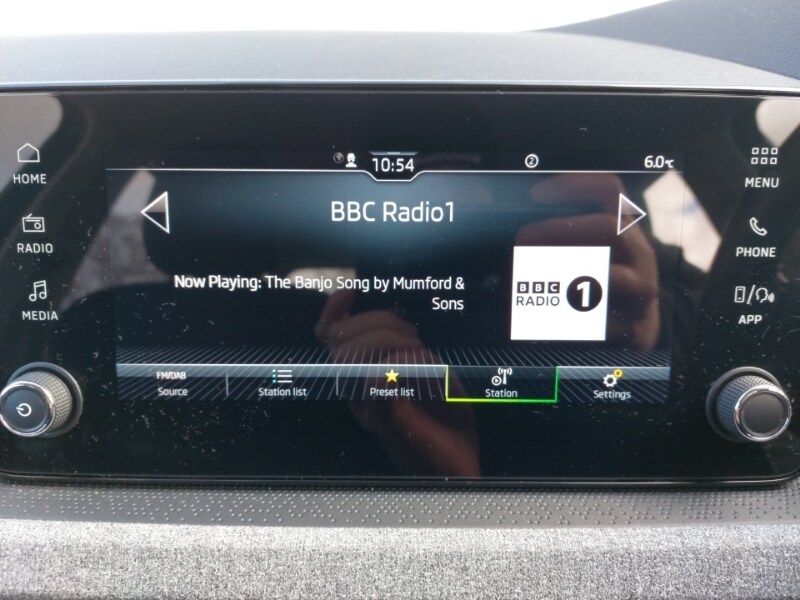 10:54
2
6.0°C
HOME
MENU
BBC Radio1
RADIO
PHONE
Now Playing: The Banjo Song by Mumford &
Sons
BBC
RADIO 1
MEDIA
APP
FM/DAB
Source
Station list
Preset list
Station
Settings